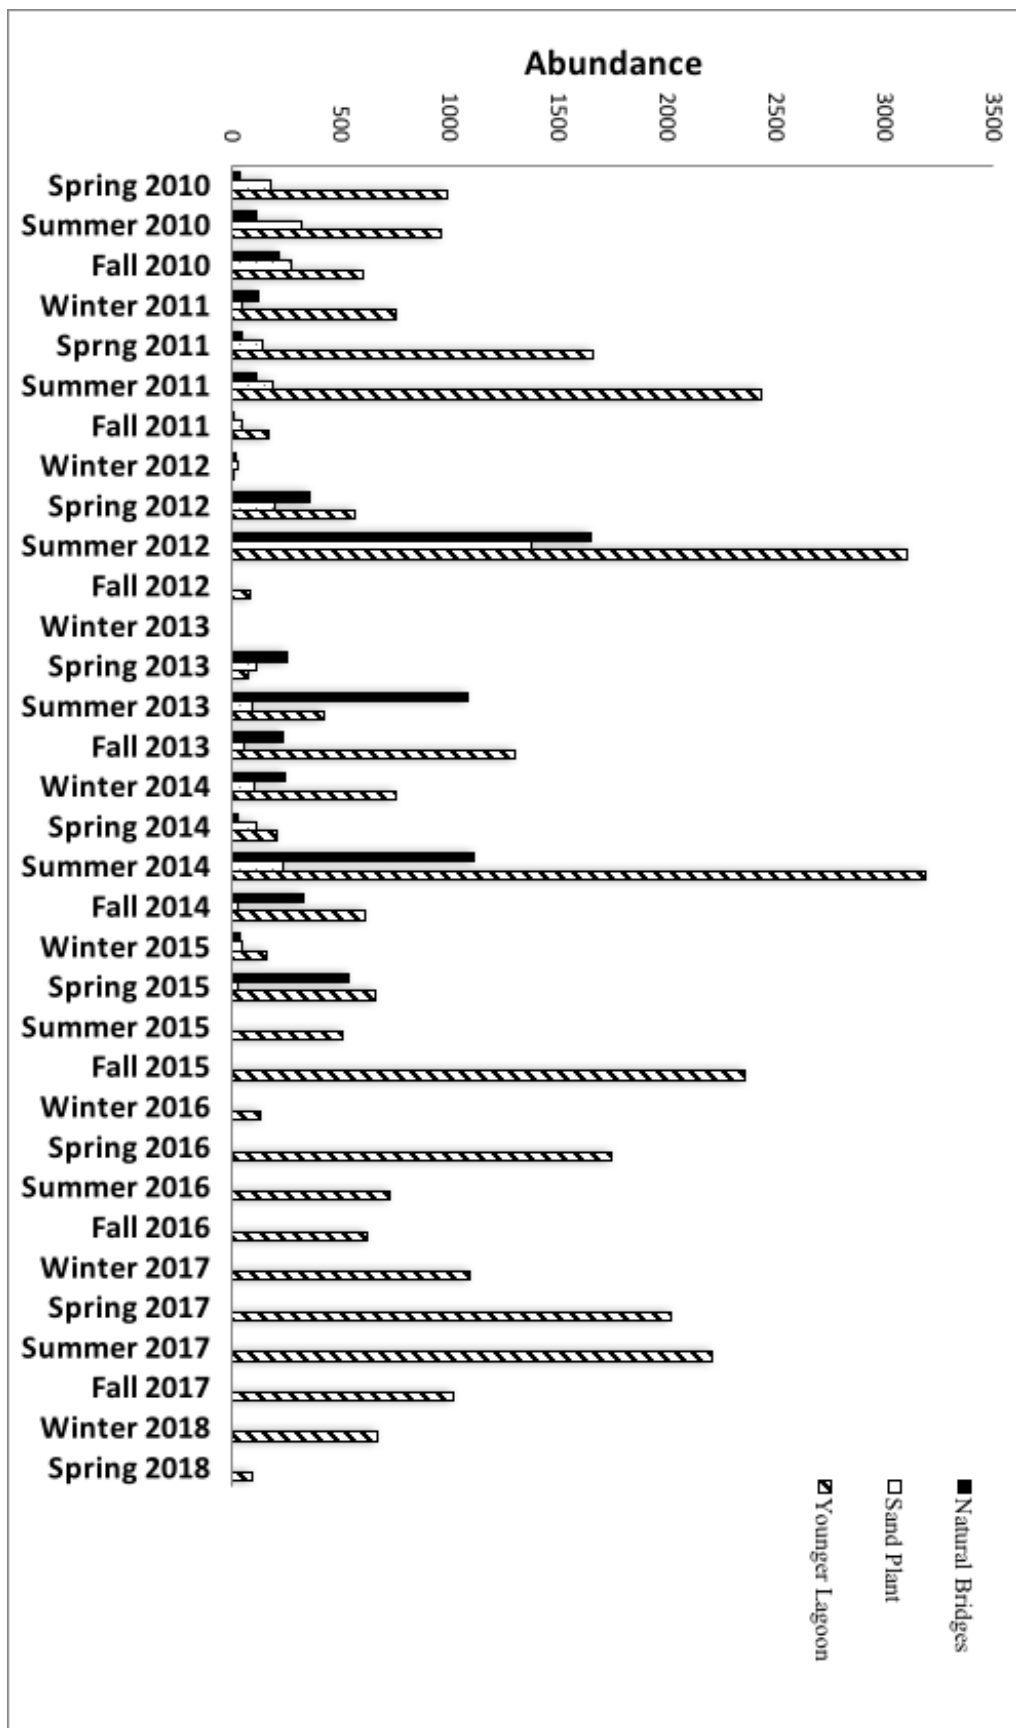 Abundance
0
500
1000
1500
2000
2500
3000
3500
Spring 2010
Summer 2010
Fall 2010
Winter 2011
Sprng 2011
Summer 2011
Fall 2011
Winter 2012
Spring 2012
Summer 2012
Fall 2012
Winter 2013
Spring 2013
Summer 2013
Fall 2013
Winter 2014
Spring 2014
Summer 2014
Fall 2014
Winter 2015
Spring 2015
Summer 2015
Fall 2015
Winter 2016
Spring 2016
Summer 2016
Fall 2016
Winter 2017
Spring 2017
Summer 2017
Fall 2017
Winter 2018
Spring 2018
Natural Bridges
Sand Plant
Younger Lagoon